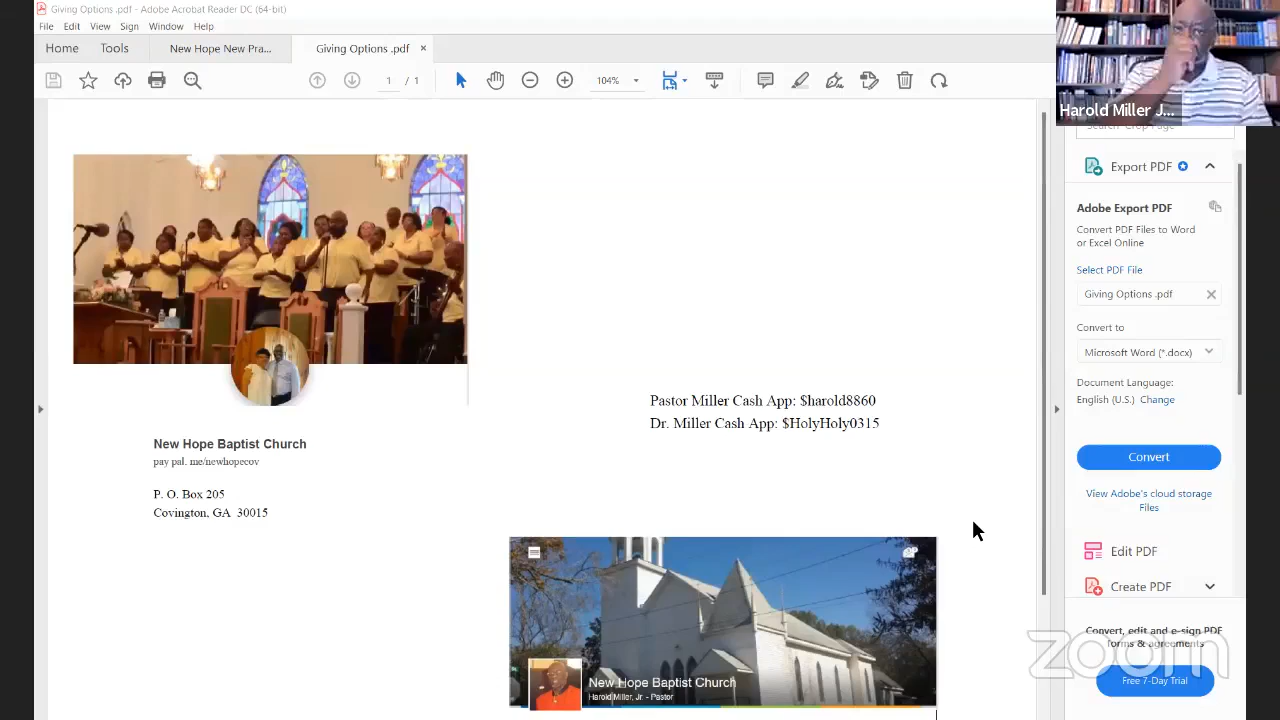 Giving Options .pdf - Adobe Acrobat Reader DC (64-bit)
File Edit View Sign Window Help
Home Tools New Hope New Pra... Giving Options .pdf ×
1 / 1 104%
Harold Miller J...
Export PDF
Adobe Export PDF
Convert PDF Files to Word
or Excel Online
Select PDF File
Giving Options .pdf
Convert to
Microsoft Word (*.docx)
Document Language:
English (U.S.) Change
Convert
View Adobe's cloud storage
Files
Edit PDF
Create PDF
Convert, edit and e-sign PDF
forms & agreements
Free 7-Day Trial
Pastor Miller Cash App: $harold8860
Dr. Miller Cash App: $HolyHoly0315
New Hope Baptist Church
pay pal. me/newhopecov
P. O. Box 205
Covington, GA 30015
New Hope Baptist Church
Harold Miller, Jr. - Pastor
zoom